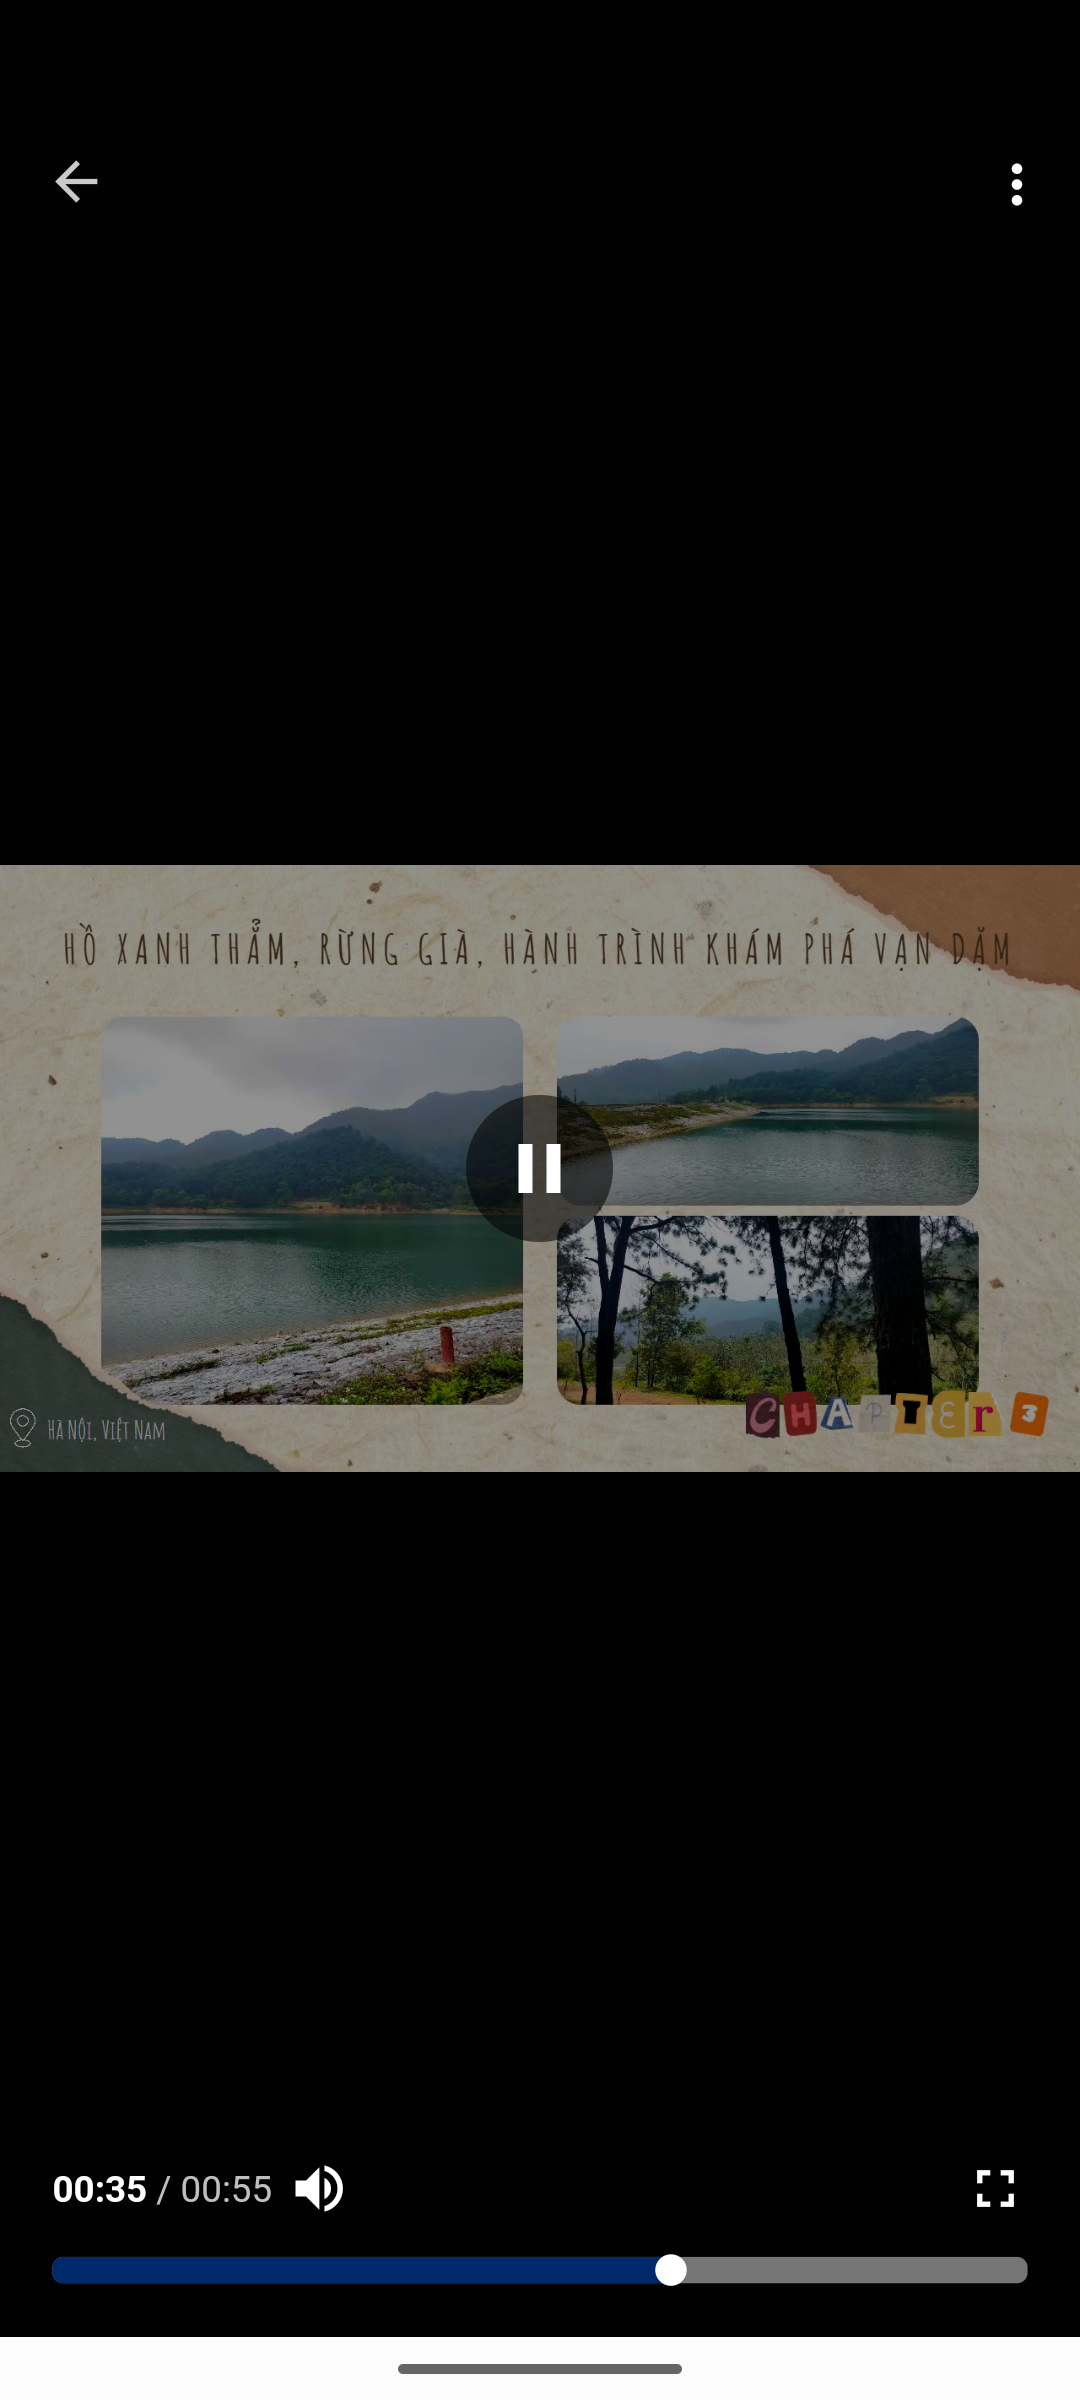 HỒ XANH THẲM, RỪNG GIÀ, HÀNH TRÌNH KHÁM PHÁ VẠN DẶM
HÀ NỘI, VIỆT NAM
CHAPTEr 3
00:35 / 00:55